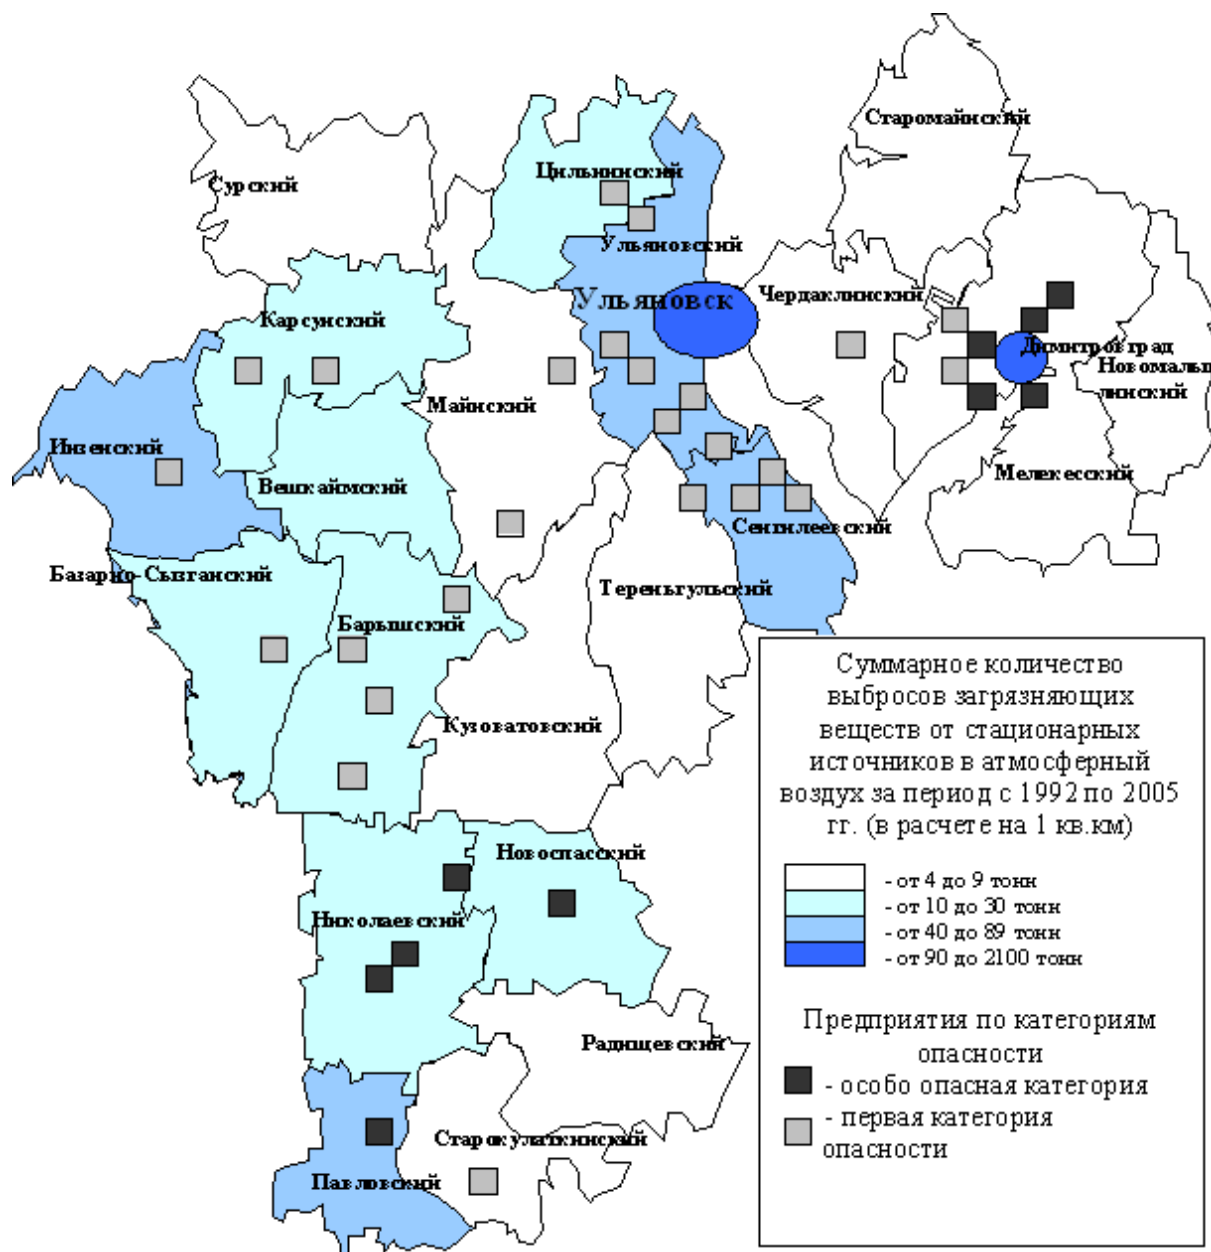 Старомайнский
Цильнинский
Сурский
Ульяновский
Ульяновск
Чердаклинский
Карсунский
Димитровград
Новомалык
линский
Майнский
Инзенский
Мелекесский
Вешкаймский
Сенгилеевский
Базарно-Сызганский
Тереньгульский
Барышский
Кузоватовский
Новоспасский
Николаевский
Радищевский
Старокулаткинский
Павловский
Суммарное количество
выбросов загрязняющих
веществ от стационарных
источников в атмосферный
воздух за период с 1992 по 2005
гг. (в расчете на 1 кв.км)
- от 4 до 9 тонн
- от 10 до 30 тонн
- от 40 до 89 тонн
- от 90 до 2100 тонн
Предприятия по категориям
опасности
- особо опасная категория
- первая категория
опасности